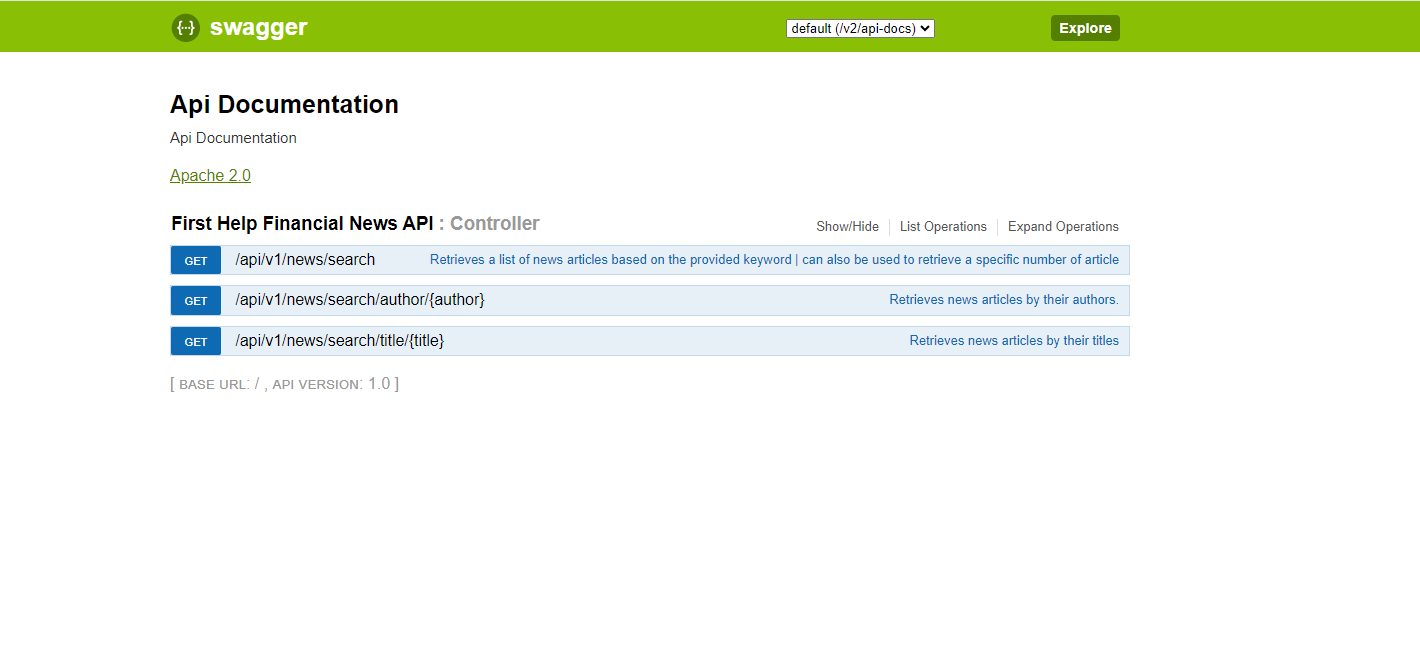 {···} swagger default (/v2/api-docs) Explore
Api Documentation
Api Documentation
Apache 2.0
First Help Financial News API : Controller Show/Hide List Operations Expand Operations
GET /api/v1/news/search Retrieves a list of news articles based on the provided keyword | can also be used to retrieve a specific number of article
GET /api/v1/news/search/author/{author} Retrieves news articles by their authors.
GET /api/v1/news/search/title/{title} Retrieves news articles by their titles
[ BASE URL: / , API VERSION: 1.0 ]